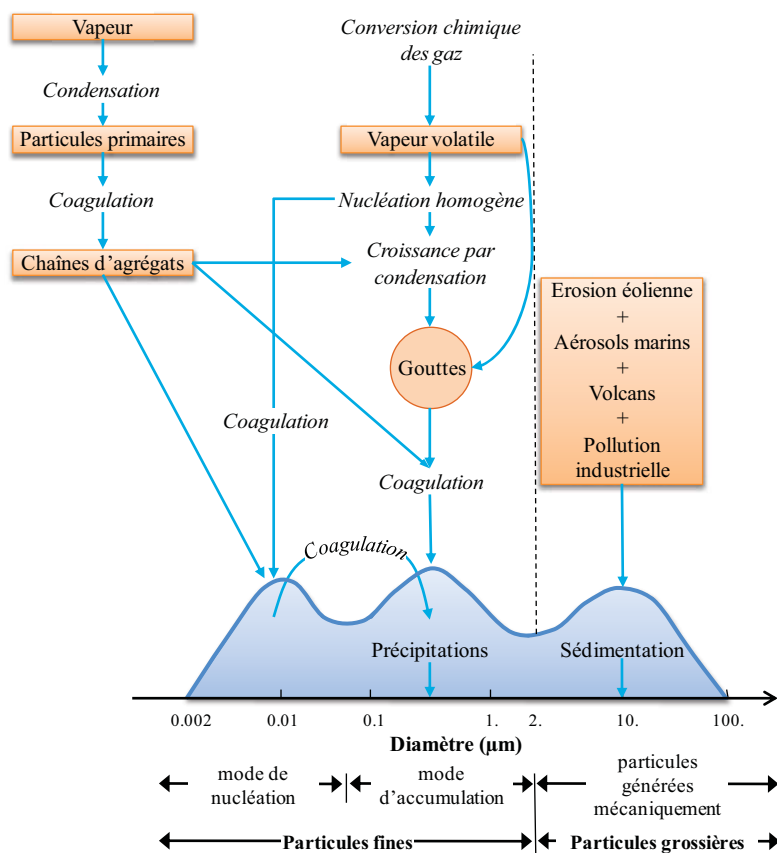 Vapeur
Condensation
Particules primaires
Coagulation
Chaînes d'agrégats
Conversion chimique
des gaz
Vapeur volatile
Nucléation homogène
Croissance par
condensation
Gouttes
Coagulation
Coagulation
Coagulation
Erosion éolienne
+
Aérosols marins
+
Volcans
+
Pollution
industrielle
Précipitations
Sédimentation
0.002 0.01 0.1 1. 2. 10. 100.
Diamètre (µm)
mode de
nucléation
mode
d'accumulation
particules
générées
mécaniquement
Particules fines
Particules grossières